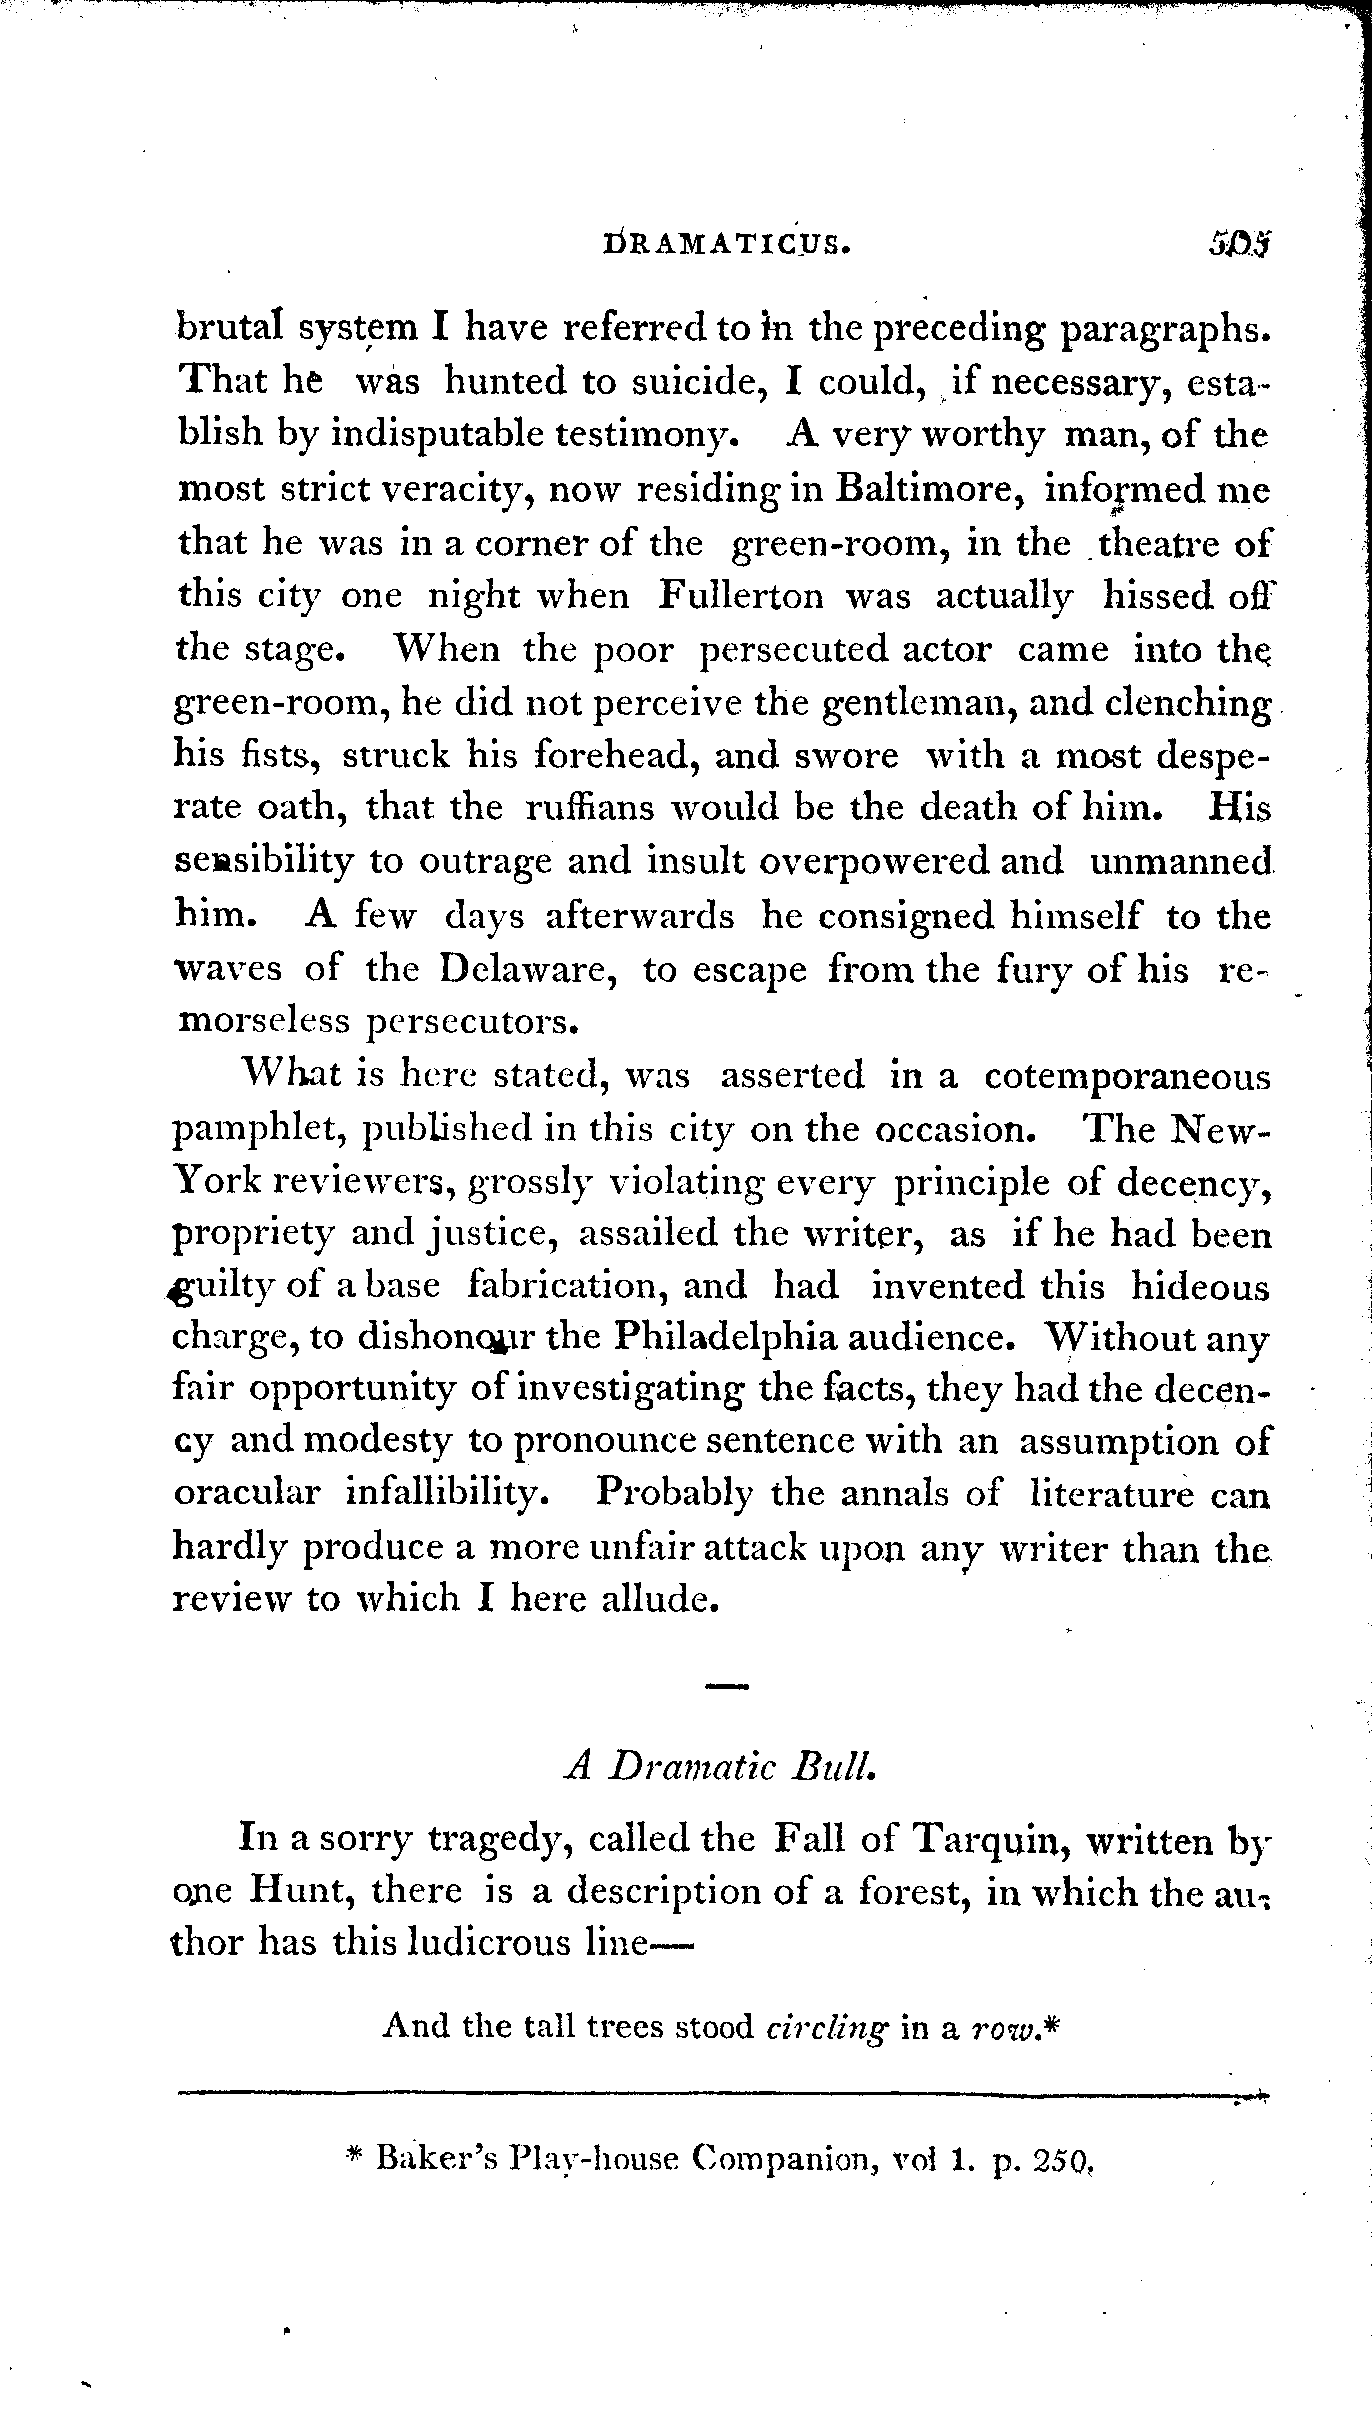 DRAMATICUS. 505
brutal system I have referred to in the preceding paragraphs.
That he was hunted to suicide, I could, if necessary, esta-
blish by indisputable testimony. A very worthy man, of the
most strict veracity, now residing in Baltimore, informed me
that he was in a corner of the green-room, in the theatre of
this city one night when Fullerton was actually hissed off
the stage. When the poor persecuted actor came into the
green-room, he did not perceive the gentleman, and clenching
his fists, struck his forehead, and swore with a most despe-
rate oath, that the ruffians would be the death of him. His
sensibility to outrage and insult overpowered and unmanned
him. A few days afterwards he consigned himself to the
waves of the Delaware, to escape from the fury of his re-
morseless persecutors.
What is here stated, was asserted in a cotemporaneous
pamphlet, published in this city on the occasion. The New-
York reviewers, grossly violating every principle of decency,
propriety and justice, assailed the writer, as if he had been
guilty of a base fabrication, and had invented this hideous
charge, to dishonour the Philadelphia audience. Without any
fair opportunity of investigating the facts, they had the decen-
cy and modesty to pronounce sentence with an assumption of
oracular infallibility. Probably the annals of literature can
hardly produce a more unfair attack upon any writer than the
review to which I here allude.
—
A Dramatic Bull.
In a sorry tragedy, called the Fall of Tarquin, written by
one Hunt, there is a description of a forest, in which the au-
thor has this ludicrous line—
And the tall trees stood circling in a row.*
* Baker's Play-house Companion, vol 1. p. 250.